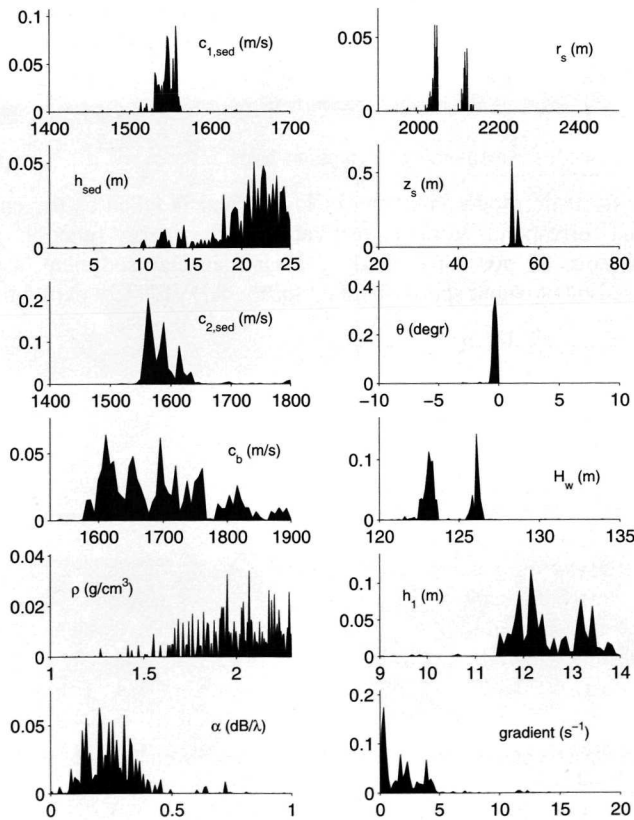 0.1
0.05
0
c1,sed (m/s)
1400 1500 1600 1700
0.05
0
rs (m)
2000 2200 2400
0.05
0
hsed (m)
5 10 15 20 25
0.5
0
zs (m)
20 40 60 80
0.2
0.1
0
c2,sed (m/s)
1400 1500 1600 1700 1800
0.4
0.2
0
θ (degr)
−10 −5 0 5 10
0.05
0
cb (m/s)
1600 1700 1800 1900
0.1
0
Hw (m)
120 125 130 135
0.04
0.02
0
ρ (g/cm³)
1 1.5 2
0.1
0.05
0
h1 (m)
9 10 11 12 13 14
0.05
0
α (dB/λ)
0 0.5 1
0.2
0.1
0
gradient (s⁻¹)
0 5 10 15 20